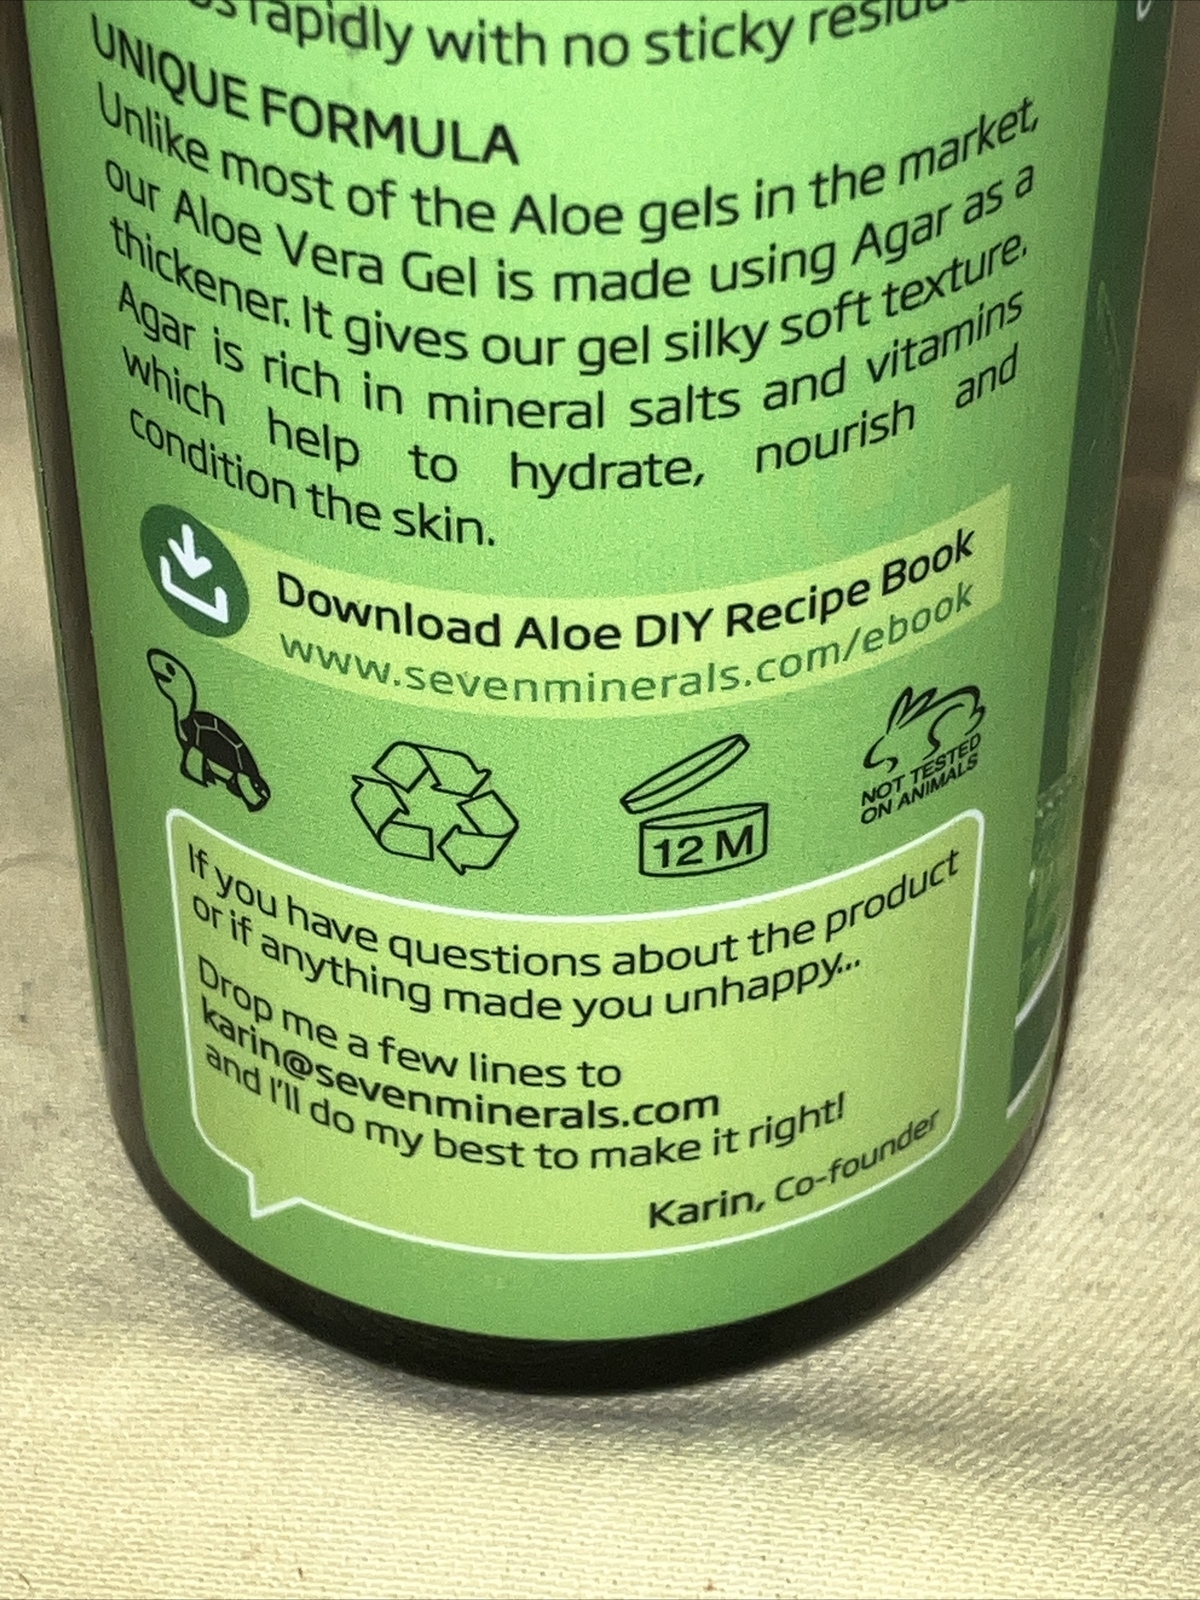 rapidly with no sticky
UNIQUE FORMULA
Unlike most of the Aloe gels in the market,
our Aloe Vera Gel is made using Agar as a
thickener. It gives our gel silky soft texture.
Agar is rich in mineral salts and vitamins
which help to hydrate, nourish and
condition the skin.
Download Aloe DIY Recipe Book
www.sevenminerals.com/ebook
12 M
NOT TESTED
ON ANIMALS
If you have questions about the product
or if anything made you unhappy...
Drop me a few lines to
karin@sevenminerals.com
and I'll do my best to make it right!
Karin, Co-founder